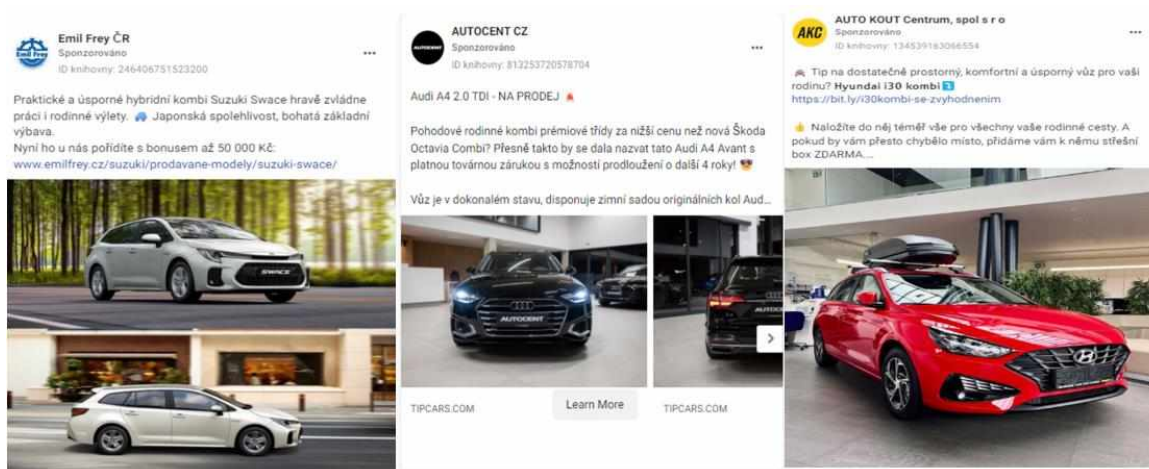 Emil Frey
Emil Frey ČR
Sponzorováno
ID knihovny: 246406751523200
Praktické a úsporné hybridní kombi Suzuki Swace hravě zvládne
práci i rodinné výlety. 🚙 Japonská spolehlivost, bohatá základní
výbava.
Nyní ho u nás pořídíte s bonusem až 50 000 Kč:
www.emilfrey.cz/suzuki/prodavane-modely/suzuki-swace/
SWACE
AUTOCENT
AUTOCENT CZ
Sponzorováno
ID knihovny: 813253720578704
Audi A4 2.0 TDI - NA PRODEJ 🚨
Pohodové rodinné kombi prémiové třídy za nižší cenu než nová Škoda
Octavia Combi? Přesně takto by se dala nazvat tato Audi A4 Avant s
platnou továrnou zárukou s možností prodloužení o další 4 roky! 😍
Vůz je v dokonalém stavu, disponuje zimní sadou originálních kol Aud...
AUTOCENT
TIPCARS.COM
Learn More
TIPCARS.COM
AKC
AUTO KOUT Centrum, spol s r o
Sponzorováno
ID knihovny: 134539163066554
🚘 Tip na dostatečně prostorný, komfortní a úsporný vůz pro vaši
rodinu? Hyundai i30 kombi ➡️
https://bit.ly/i30kombi-se-zvyhodnenim
👍 Naložíte do něj téměř vše pro všechny vaše rodinné cesty. A
pokud by vám přesto chybělo místo, přidáme vám k němu střešní
box ZDARMA....